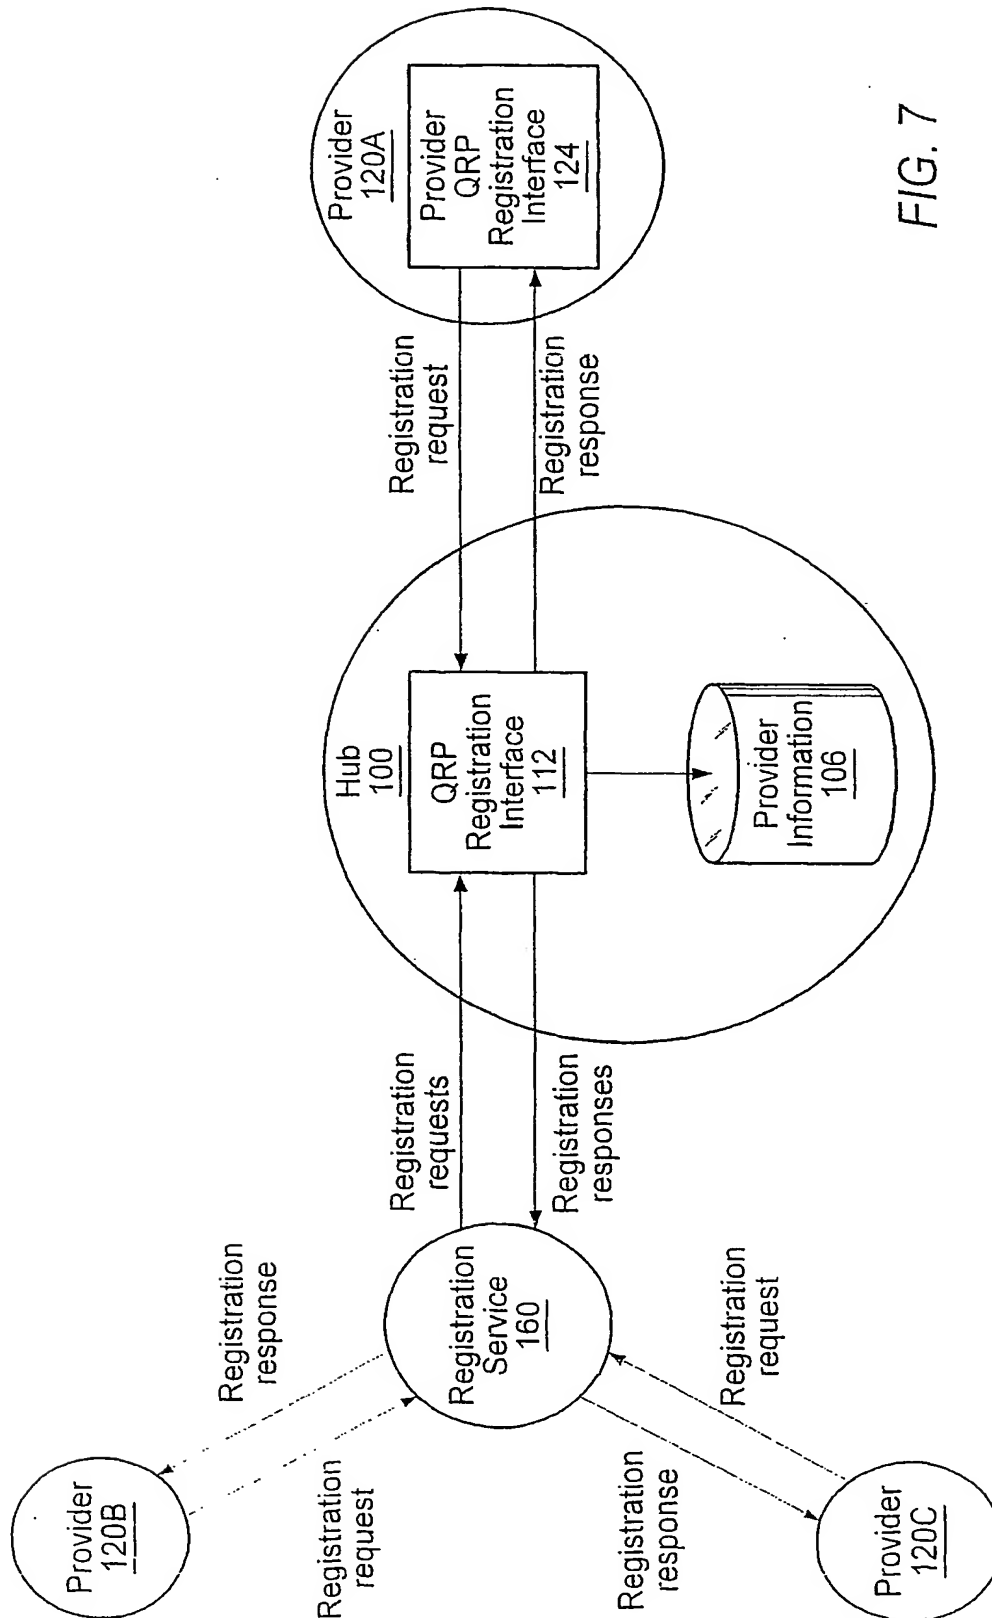 Provider
120B
Registration
response
Registration
request
Registration
Service
160
Registration
response
Registration
request
Provider
120C
Registration
requests
Registration
responses
Hub
100
QRP
Registration
Interface
112
Provider
Information
106
Registration
request
Registration
response
Provider
120A
Provider
QRP
Registration
Interface
124
FIG. 7